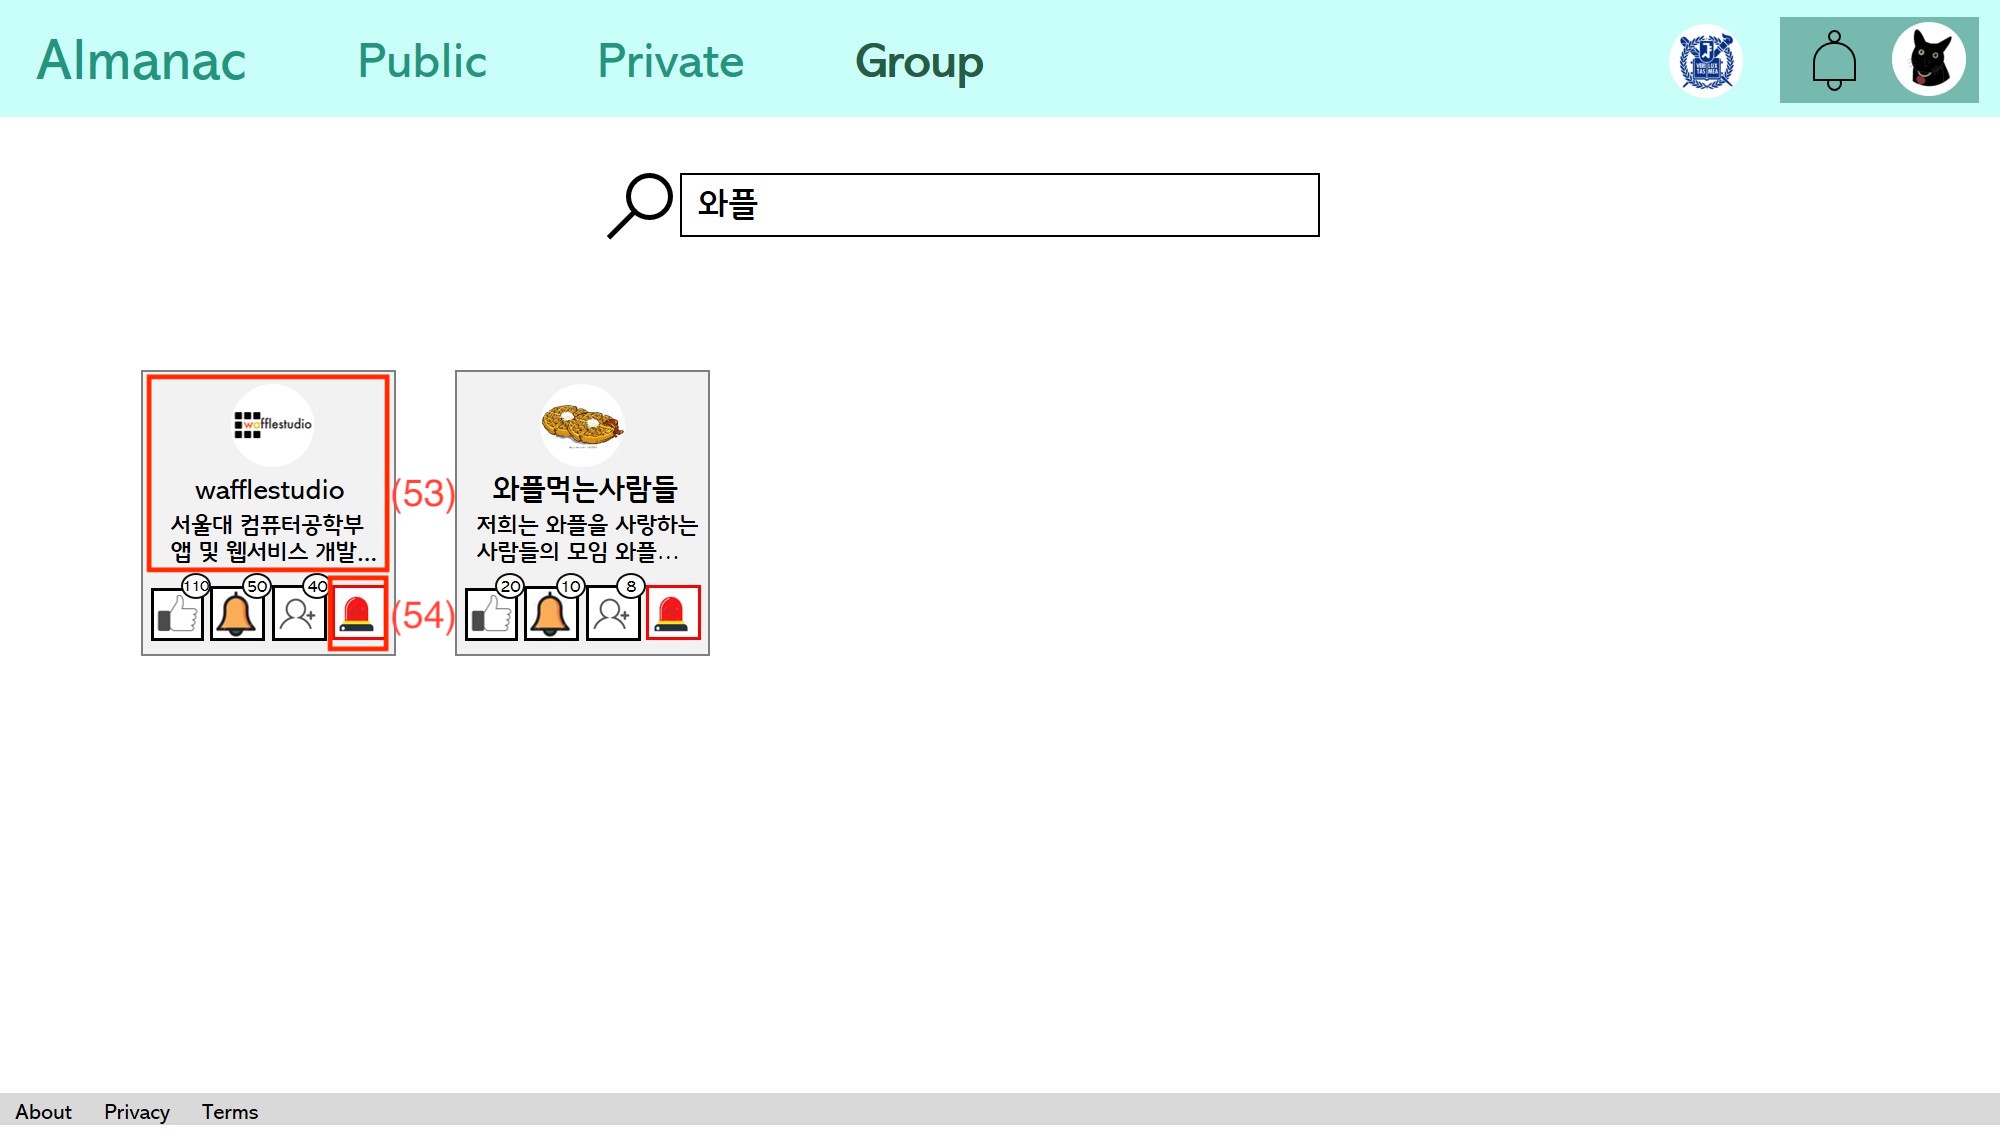 Almanac Public Private Group
와플
wafflestudio
wafflestudio
서울대 컴퓨터공학부
앱 및 웹서비스 개발...
110 50 40
(53)
(54)
와플먹는사람들
저희는 와플을 사랑하는
사람들의 모임 와플...
20 10 8
About Privacy Terms